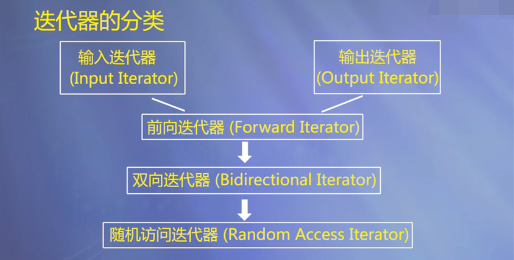 迭代器的分类
输入迭代器
(Input Iterator)
输出迭代器
(Output Iterator)
前向迭代器 (Forward Iterator)
双向迭代器 (Bidirectional Iterator)
随机访问迭代器 (Random Access Iterator)